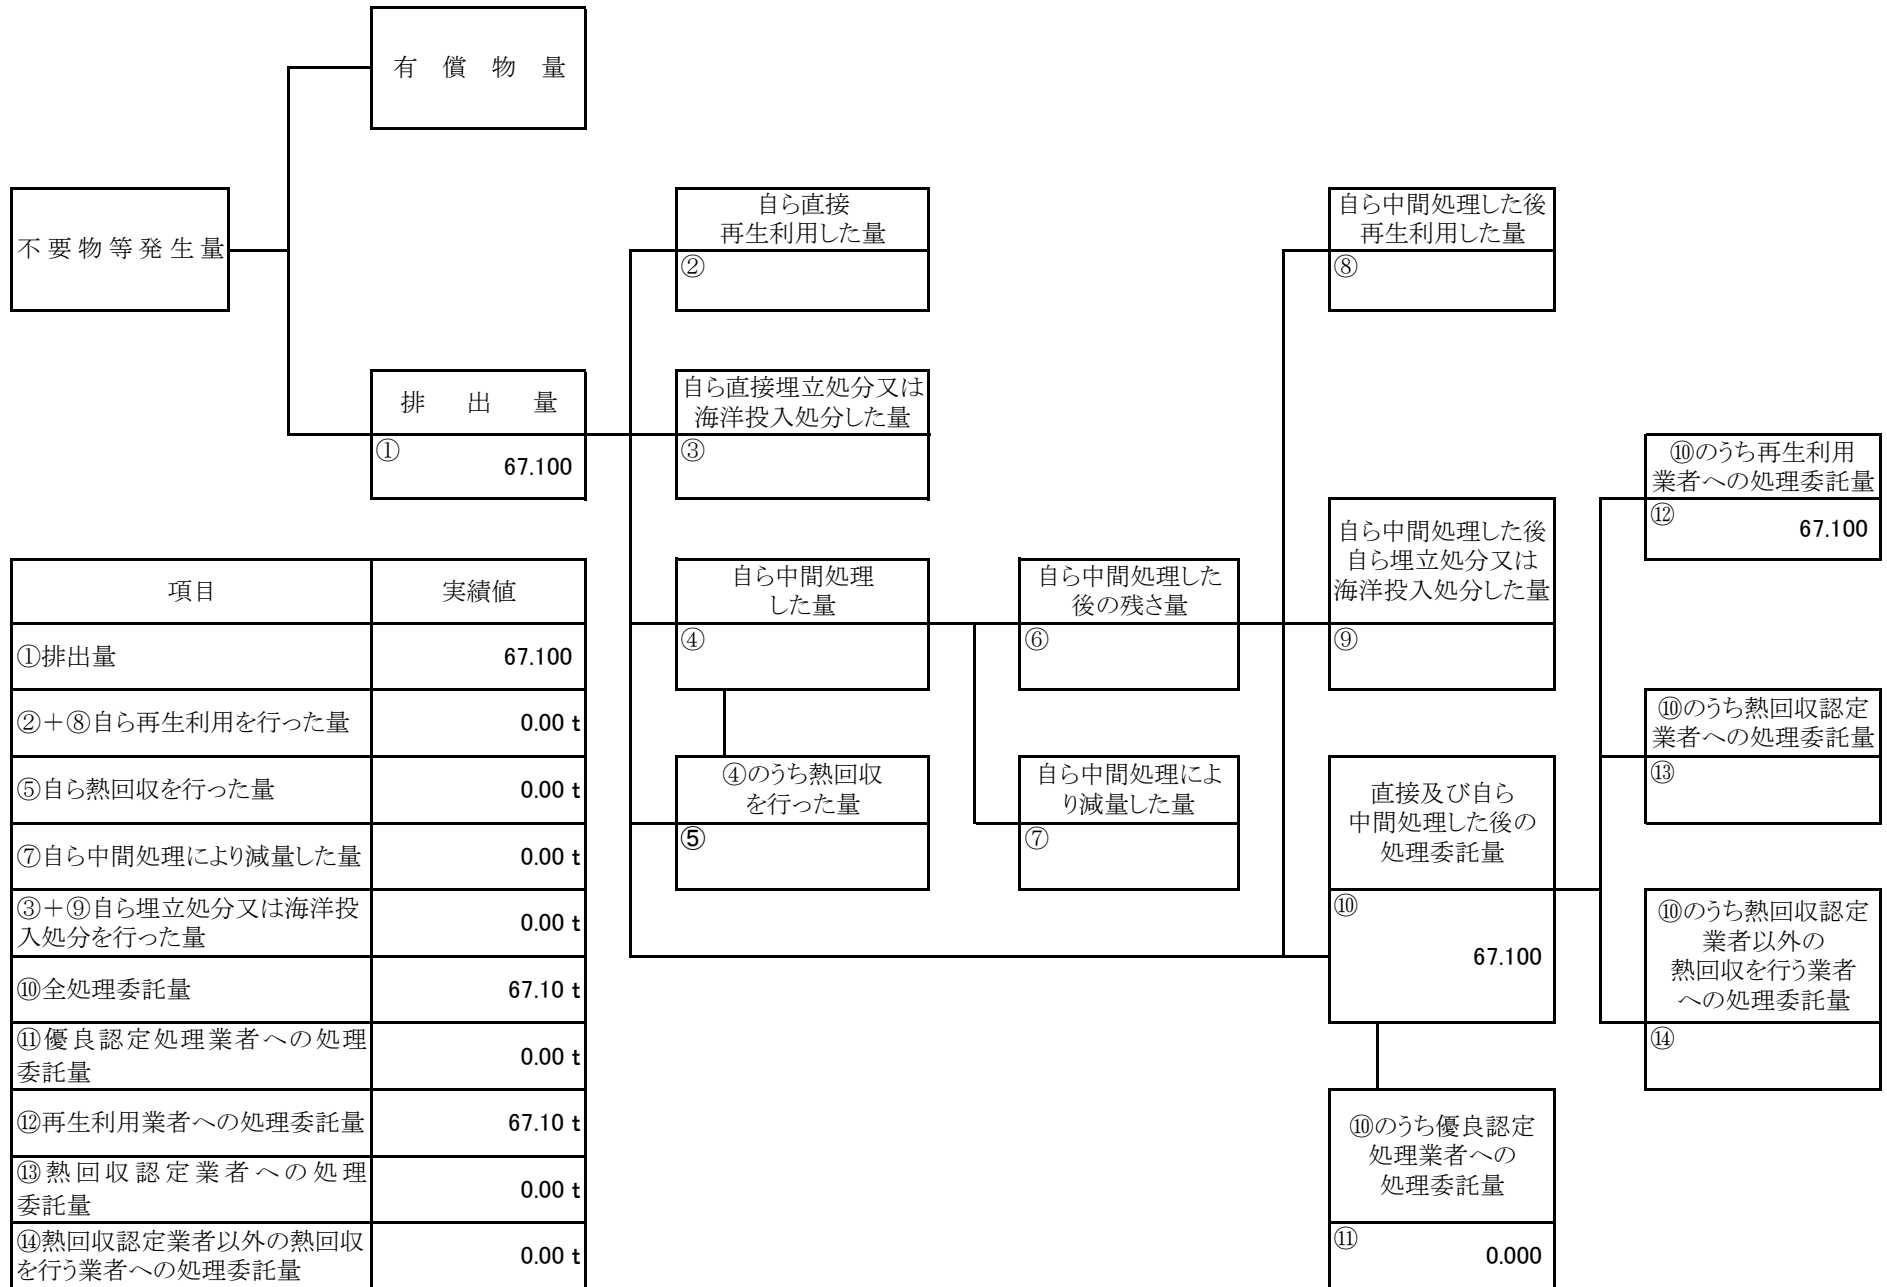 有償物量
不要物等発生量
自ら直接
再生利用した量
②
自ら中間処理した後
再生利用した量
⑧
排出量
①
67.100
自ら直接埋立処分又は
海洋投入処分した量
③
⑩のうち再生利用
業者への処理委託量
⑫
67.100
自ら中間処理
した量
④
自ら中間処理した
後の残さ量
⑥
自ら中間処理した後
自ら埋立処分又は
海洋投入処分した量
⑨
⑩のうち熱回収認定
業者への処理委託量
⑬
④のうち熱回収
を行った量
⑤
自ら中間処理によ
り減量した量
⑦
直接及び自ら
中間処理した後の
処理委託量
⑩
67.100
⑩のうち熱回収認定
業者以外の
熱回収を行う業者
への処理委託量
⑭
⑩のうち優良認定
処理業者への
処理委託量
⑪
0.000
項目 実績値
①排出量 67.100
②+⑧自ら再生利用を行った量 0.00 t
⑤自ら熱回収を行った量 0.00 t
⑦自ら中間処理により減量した量 0.00 t
③+⑨自ら埋立処分又は海洋投
入処分を行った量 0.00 t
⑩全処理委託量 67.10 t
⑪優良認定処理業者への処理
委託量 0.00 t
⑫再生利用業者への処理委託量 67.10 t
⑬熱回収認定業者への処理
委託量 0.00 t
⑭熱回収認定業者以外の熱回収
を行う業者への処理委託量 0.00 t